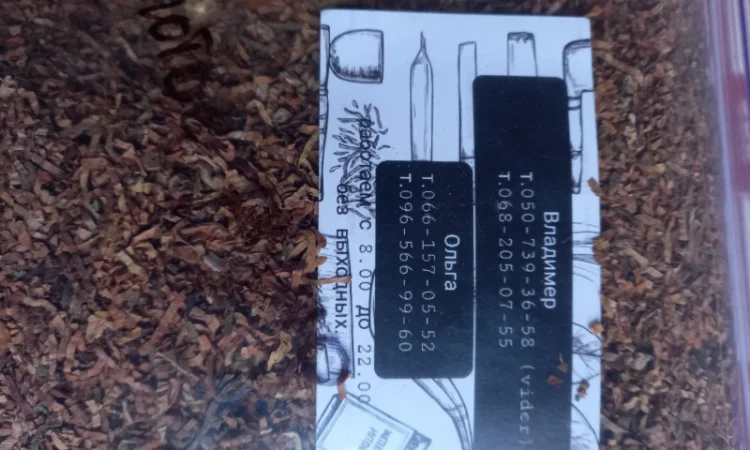 Владимер
т.050-739-36-58 (vider)
т.068-205-07-55
Ольга
т.066-157-05-52
т.096-566-99-60
работаем с 8.00 до 22.00
без выходных